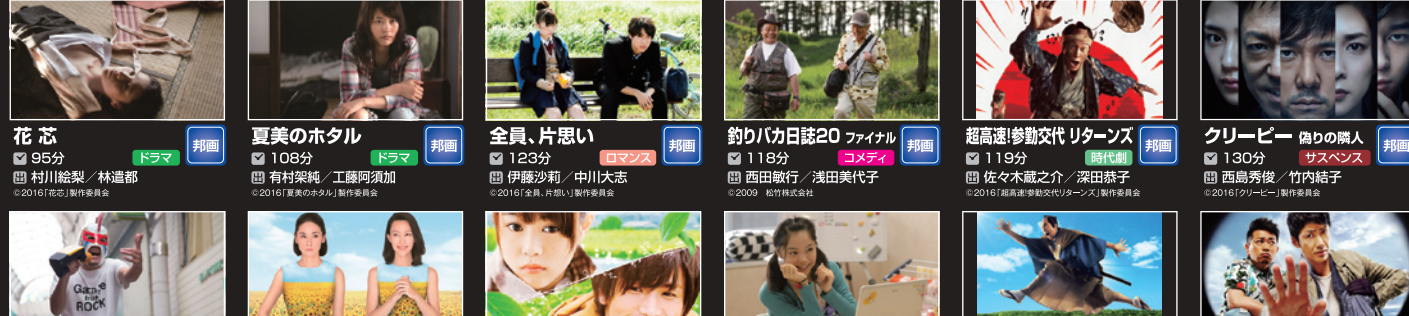 花芯
邦画
95分 ドラマ
出 村川絵梨／林遣都
©2016「花芯」製作委員会
夏美のホタル
邦画
108分 ドラマ
出 有村架純／工藤阿須加
©2016「夏美のホタル」製作委員会
全員、片思い
邦画
123分 ロマンス
出 伊藤沙莉／中川大志
©2016「全員、片想い」製作委員会
釣りバカ日誌20 ファイナル
邦画
118分 コメディ
出 西田敏行／浅田美代子
©2009 松竹株式会社
超高速!参勤交代 リターンズ
邦画
119分 時代劇
出 佐々木蔵之介／深田恭子
©2016「超高速!参勤交代リターンズ」製作委員会
クリーピー 偽りの隣人
邦画
130分 サスペンス
出 西島秀俊／竹内結子
©2016「クリーピー」製作委員会
ROCK